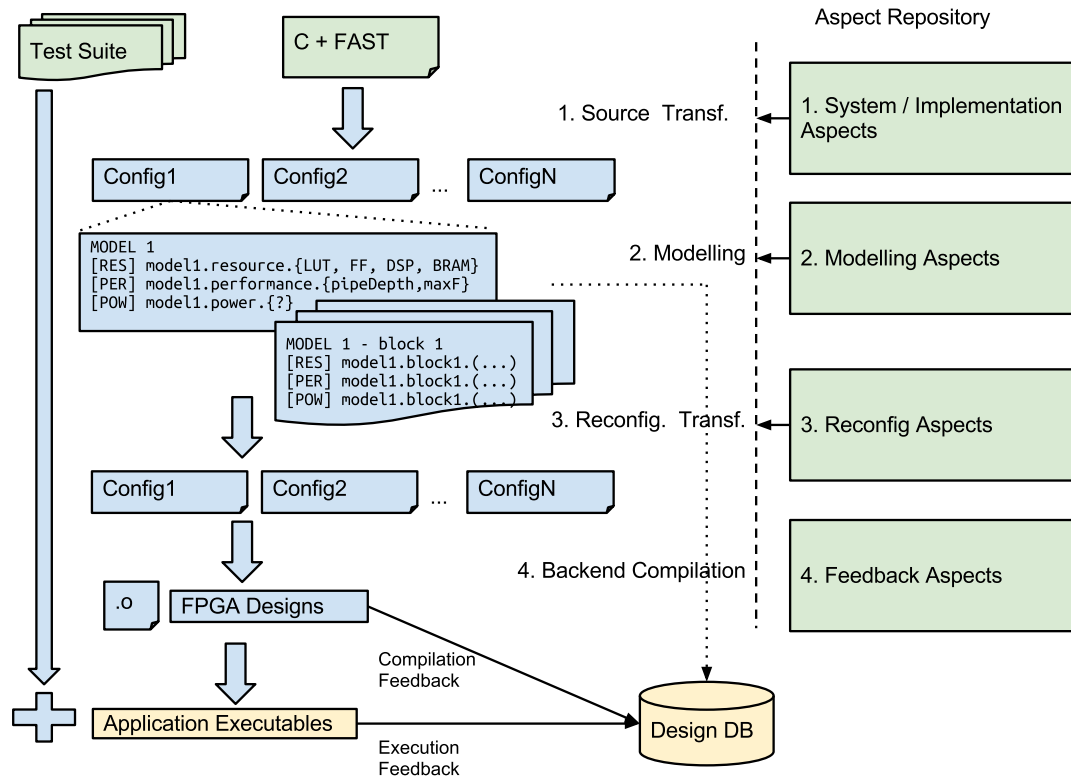 Aspect Repository
Test Suite
C + FAST
1. Source Transf.
1. System / Implementation
Aspects
Config1
Config2
...
ConfigN
MODEL 1
[RES] model1.resource.{LUT, FF, DSP, BRAM}
[PER] model1.performance.{pipeDepth,maxF}
[POW] model1.power.{?}
2. Modelling
2. Modelling Aspects
MODEL 1 - block 1
[RES] model1.block1.(...)
[PER] model1.block1.(...)
[POW] model1.block1.(...)
3. Reconfig. Transf.
3. Reconfig Aspects
Config1
Config2
...
ConfigN
4. Backend Compilation
4. Feedback Aspects
.o
FPGA Designs
Compilation
Feedback
Application Executables
Design DB
Execution
Feedback